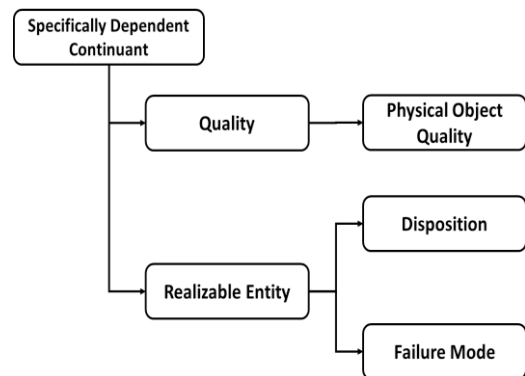 Specifically Dependent
Continuant
Quality
Physical Object
Quality
Disposition
Realizable Entity
Failure Mode